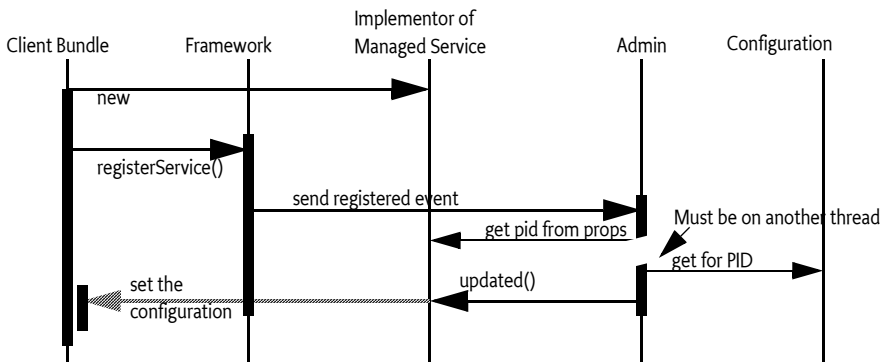 Implementor of
Client Bundle Framework Managed Service Admin Configuration
new
registerService()
send registered event
Must be on another thread
get pid from props
get for PID
set the
updated()
configuration